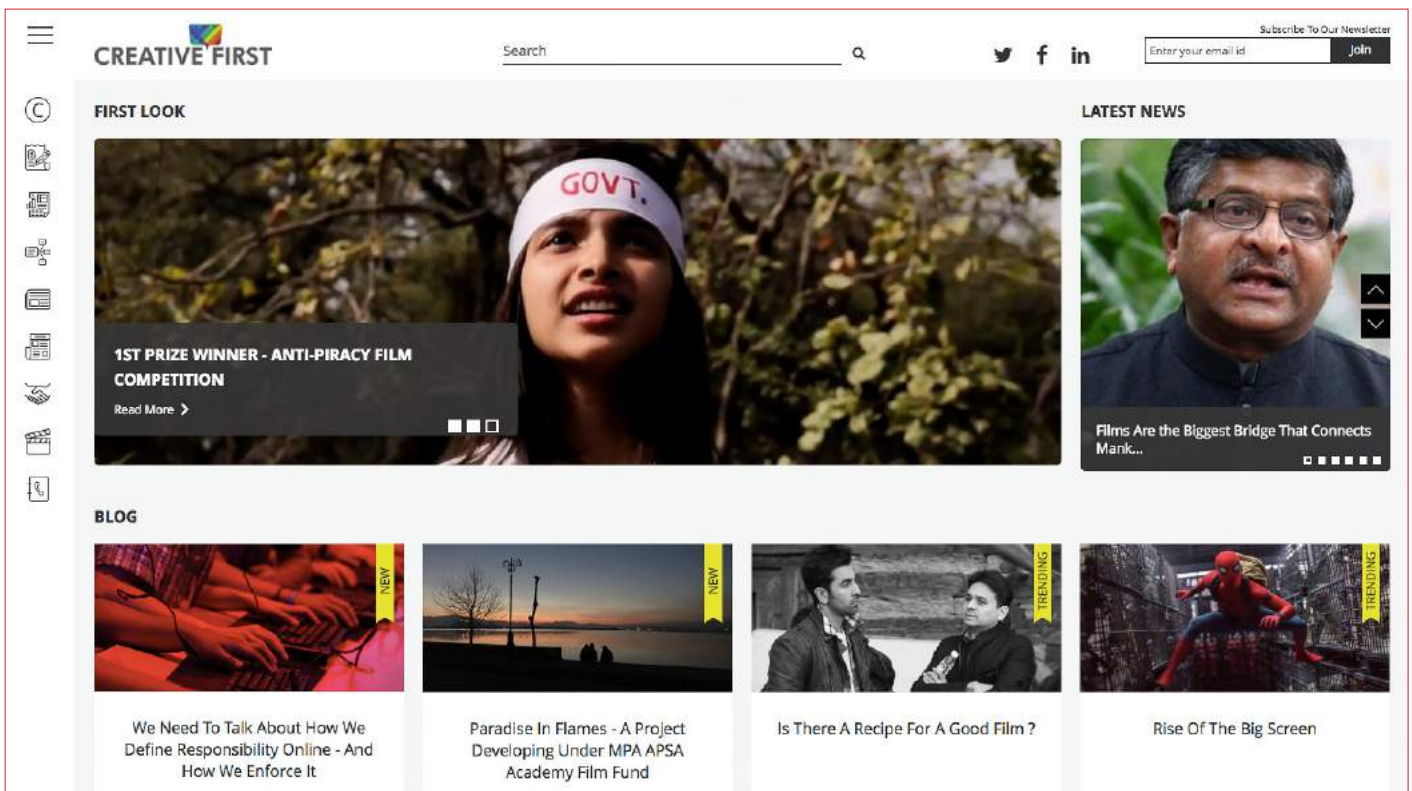 Subscribe To Our Newsletter
CREATIVE FIRST
Search
f in
Enter your email id
Join
FIRST LOOK
LATEST NEWS
GOVT.
1ST PRIZE WINNER - ANTI-PIRACY FILM
COMPETITION
Read More
Films Are the Biggest Bridge That Connects
Mank...
BLOG
NEW
NEW
TRENDING
TRENDING
We Need To Talk About How We
Define Responsibility Online - And
How We Enforce It
Paradise In Flames - A Project
Developing Under MPA APSA
Academy Film Fund
Is There A Recipe For A Good Film ?
Rise Of The Big Screen